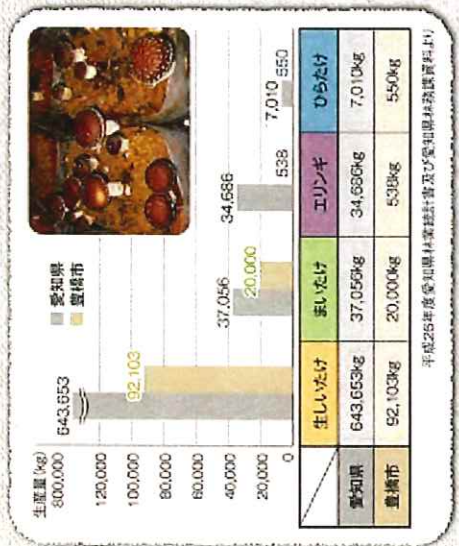 生産量(kg)
800,000
120,000
100,000
80,000
60,000
40,000
20,000
0
愛知県
豊橋市
643,653
92,103
37,056
20,000
34,686
538
7,010
550
生しいたけ まいたけ エリンギ ひらたけ
愛知県 643,653kg 37,056kg 34,686kg 7,010kg
豊橋市 92,103kg 20,000kg 538kg 550kg
平成25年度愛知県林業統計書及び愛知県林務課資料より